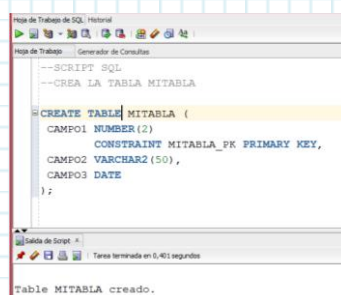 Hoja de Trabajo de SQL Historial
Hoja de Trabajo Generador de Consultas
--SCRIPT SQL
--CREA LA TABLA MITABLA
CREATE TABLE MITABLA (
CAMPO1 NUMBER(2)
CONSTRAINT MITABLA_PK PRIMARY KEY,
CAMPO2 VARCHAR2(50),
CAMPO3 DATE
);
Salida de Script
Tarea terminada en 0,401 segundos
Table MITABLA creado.